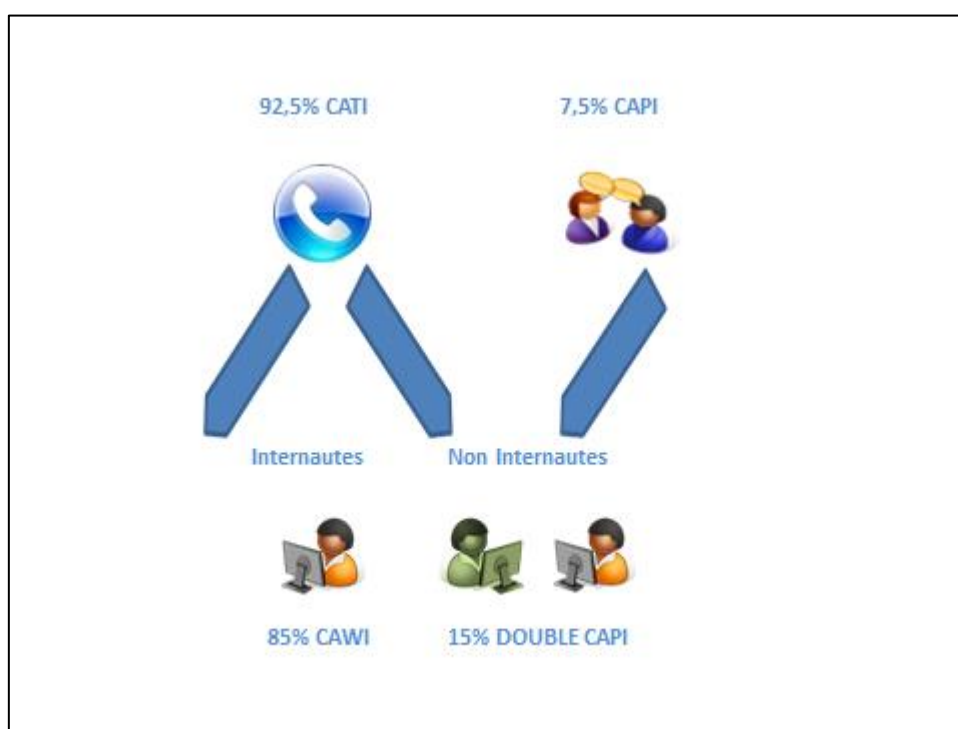 92,5% CATI
7,5% CAPI
Internautes
Non Internautes
85% CAWI
15% DOUBLE CAPI